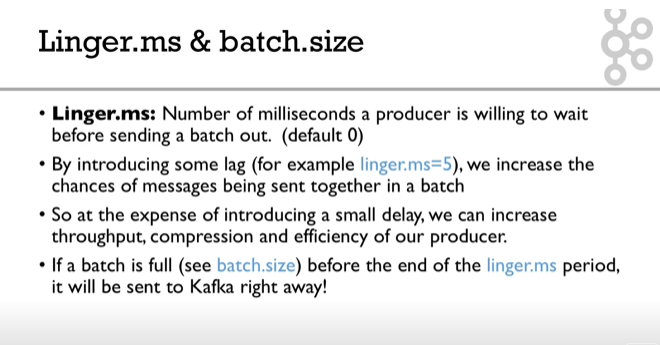 Linger.ms & batch.size
• Linger.ms: Number of milliseconds a producer is willing to wait
before sending a batch out. (default 0)
• By introducing some lag (for example linger.ms=5), we increase the
chances of messages being sent together in a batch
• So at the expense of introducing a small delay, we can increase
throughput, compression and efficiency of our producer.
• If a batch is full (see batch.size) before the end of the linger.ms period,
it will be sent to Kafka right away!